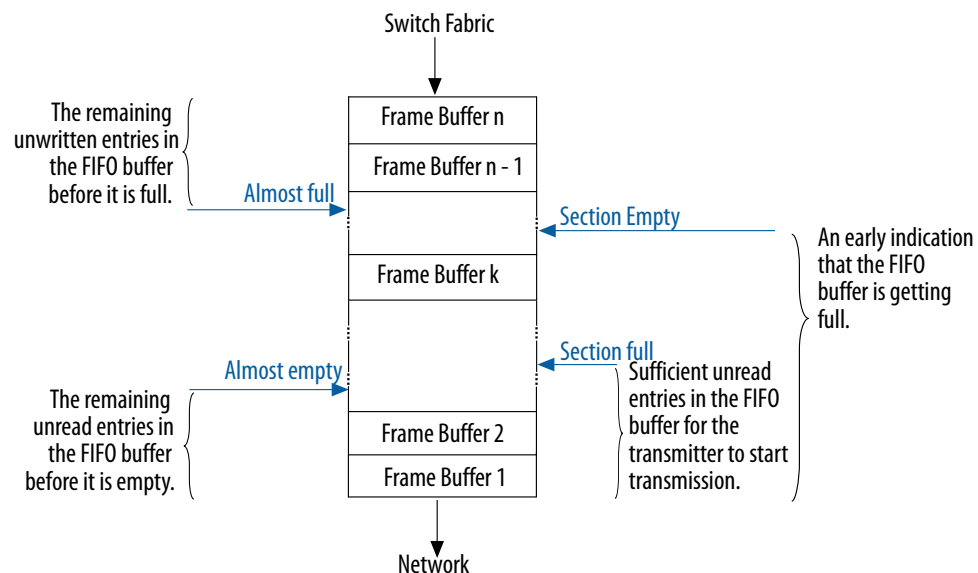 Switch Fabric
Frame Buffer n
Frame Buffer n - 1
Frame Buffer k
Frame Buffer 2
Frame Buffer 1
Network
The remaining
unwritten entries in
the FIFO buffer
before it is full.
Almost full
Almost empty
The remaining
unread entries in
the FIFO buffer
before it is empty.
Section Empty
An early indication
that the FIFO
buffer is getting
full.
Section full
Sufficient unread
entries in the FIFO
buffer for the
transmitter to start
transmission.